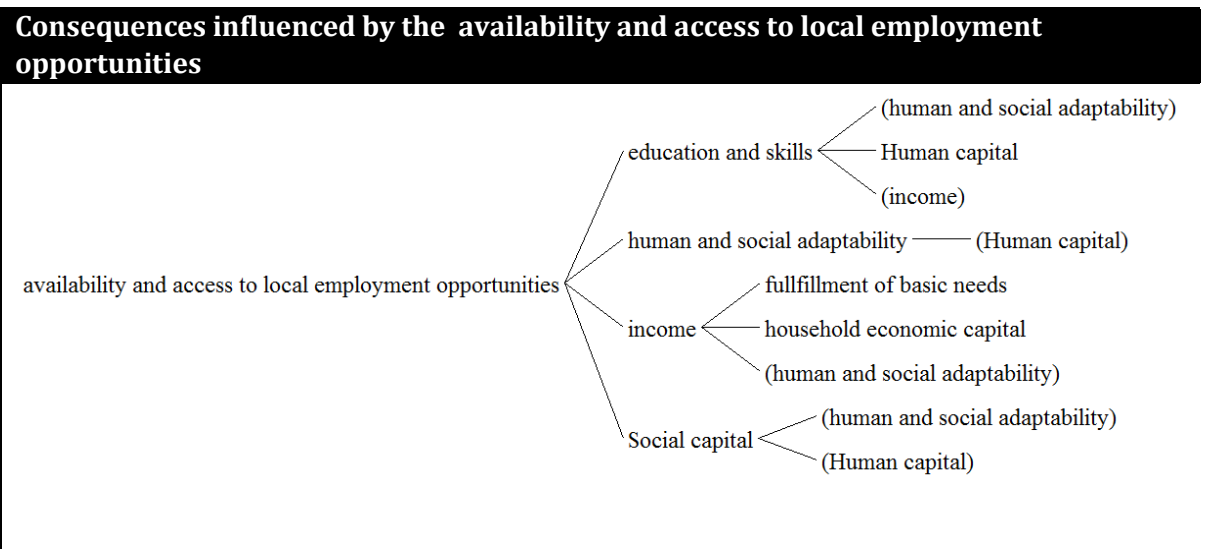 Consequences influenced by the availability and access to local employment
opportunities
(human and social adaptability)
education and skills
Human capital
(income)
human and social adaptability
(Human capital)
availability and access to local employment opportunities
fullfillment of basic needs
income
household economic capital
(human and social adaptability)
(human and social adaptability)
Social capital
(Human capital)